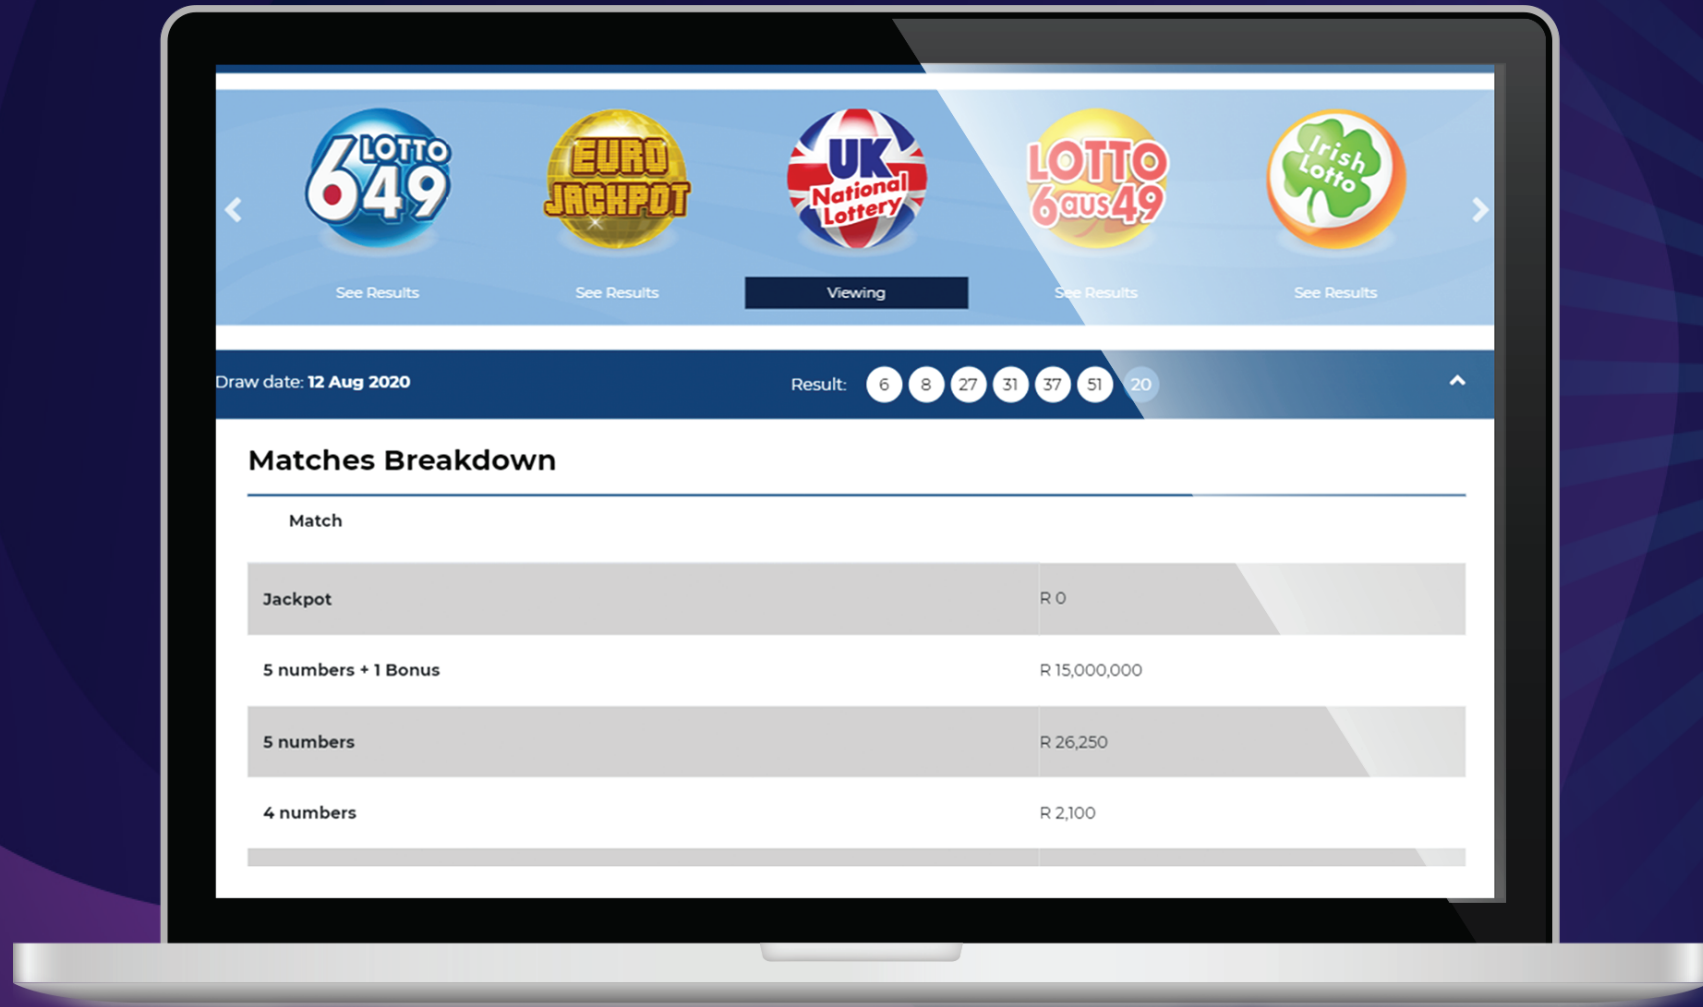 LOTTO
649
EURO
JACKPOT
UK
National
Lottery
LOTTO
6aus49
Irish
Lotto
See Results
See Results
Viewing
See Results
See Results
Draw date: 12 Aug 2020
Result: 6 8 27 31 37 51 20
Matches Breakdown
Match
Jackpot R 0
5 numbers + 1 Bonus R 15,000,000
5 numbers R 26,250
4 numbers R 2,100